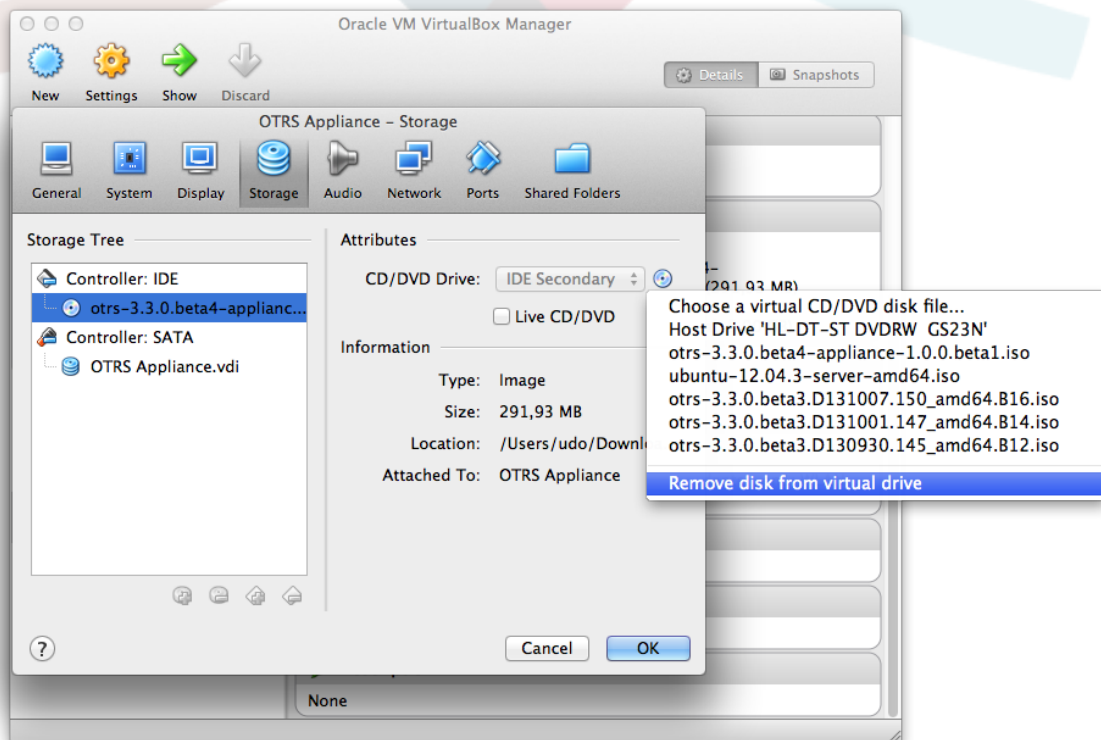 Oracle VM VirtualBox Manager
New Settings Show Discard
Details Snapshots
OTRS Appliance – Storage
General System Display Storage Audio Network Ports Shared Folders
Storage Tree
Controller: IDE
otrs-3.3.0.beta4-applianc...
Controller: SATA
OTRS Appliance.vdi
Attributes
CD/DVD Drive: IDE Secondary
Live CD/DVD
Information
Type: Image
Size: 291,93 MB
Location: /Users/udo/Downl
Attached To: OTRS Appliance
(291,93 MB)
Choose a virtual CD/DVD disk file...
Host Drive 'HL-DT-ST DVDRW  GS23N'
otrs-3.3.0.beta4-appliance-1.0.0.beta1.iso
ubuntu-12.04.3-server-amd64.iso
otrs-3.3.0.beta3.D131007.150_amd64.B16.iso
otrs-3.3.0.beta3.D131001.147_amd64.B14.iso
otrs-3.3.0.beta3.D130930.145_amd64.B12.iso
Remove disk from virtual drive
?
Cancel OK
None